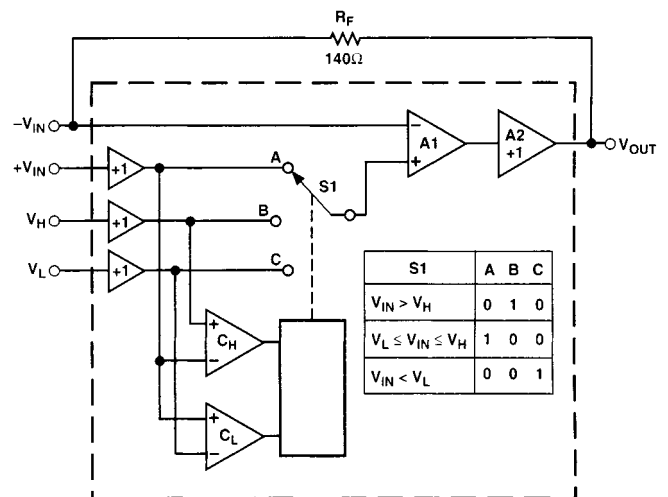 R_F
140Ω
−V_IN
+V_IN
V_H
V_L
+1
+1
+1
A
B
C
S1
−
+
A1
A2
+1
V_OUT
+
−
C_H
+
−
C_L
S1 A B C
V_IN > V_H 0 1 0
V_L ≤ V_IN ≤ V_H 1 0 0
V_IN < V_L 0 0 1